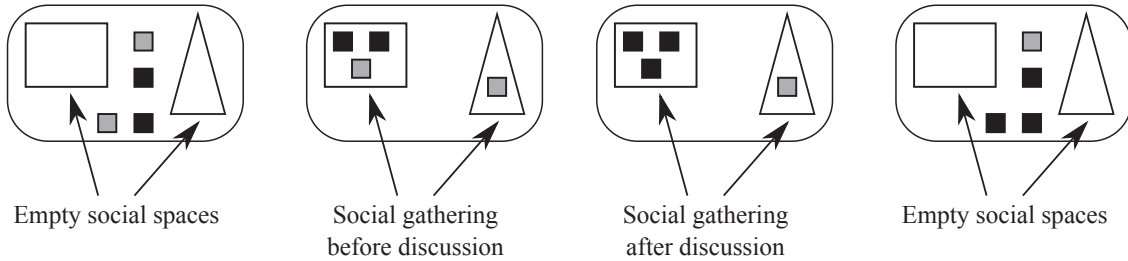 Empty social spaces
Social gathering
before discussion
Social gathering
after discussion
Empty social spaces